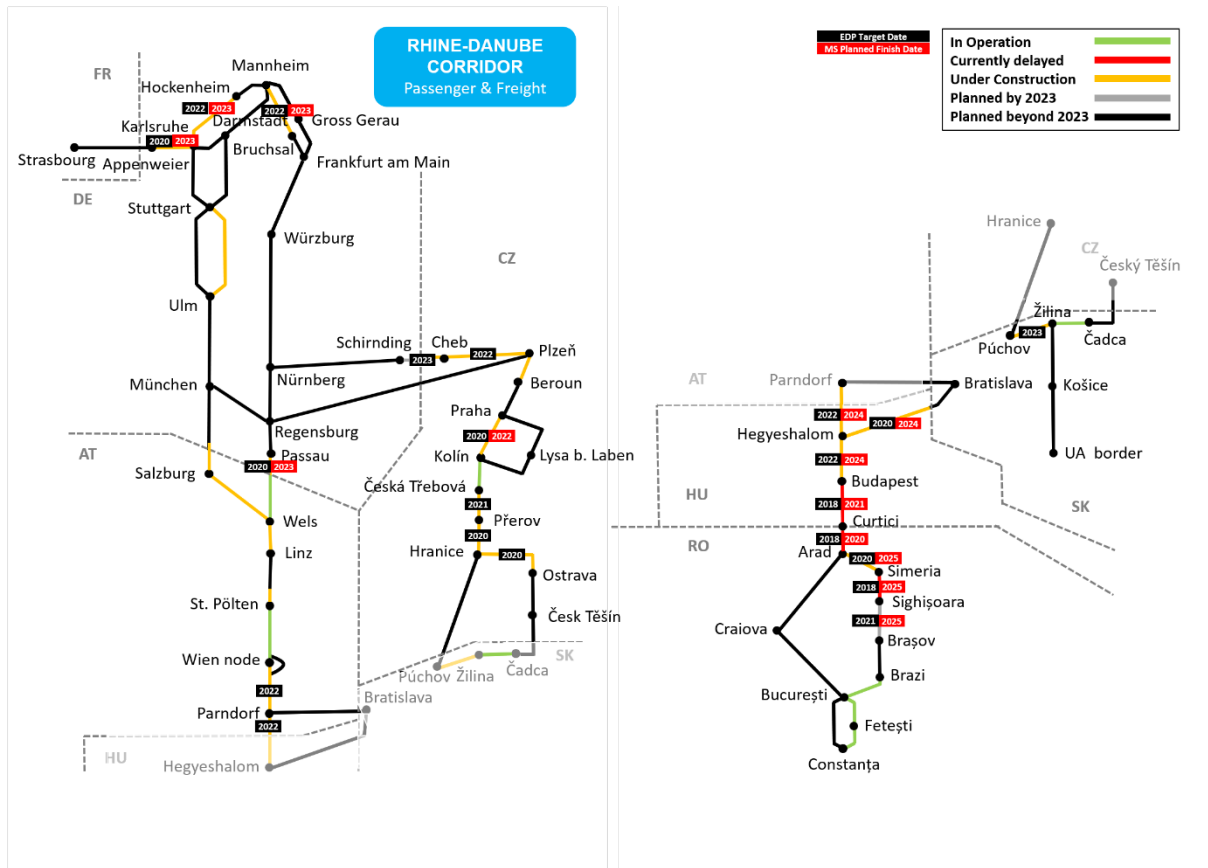 RHINE-DANUBE
CORRIDOR
Passenger & Freight
FR
Mannheim
Hockenheim
2022 2023
2022 2023
Karlsruhe
Darmstadt
Gross Gerau
2020 2023
Strasbourg
Appenweier
Bruchsal
Frankfurt am Main
DE
Stuttgart
Würzburg
CZ
Ulm
Schirnding
Cheb
2023
2022
Plzeň
Nürnberg
München
Beroun
Praha
Regensburg
2020 2022
AT
Passau
2020 2023
Kolín
Lysa b. Laben
Salzburg
Česká Třebová
2021
Wels
Přerov
2020
Linz
Hranice
2020
Ostrava
St. Pölten
Česk Těšín
Wien node
SK
Púchov
Žilina
Čadca
2022
Bratislava
Parndorf
2022
HU
Hegyeshalom
EDP Target Date
MS Planned Finish Date
In Operation
Currently delayed
Under Construction
Planned by 2023
Planned beyond 2023
Hranice
CZ
Český Těšín
Žilina
2023
Púchov
Čadca
AT
Parndorf
Bratislava
Košice
2022 2024
2020 2024
Hegyeshalom
UA border
2022 2024
Budapest
HU
2018 2021
SK
Curtici
RO
2018 2020
Arad
2020 2025
Simeria
2018 2025
Sighișoara
2021 2025
Craiova
Brașov
Brazi
București
Fetești
Constanța